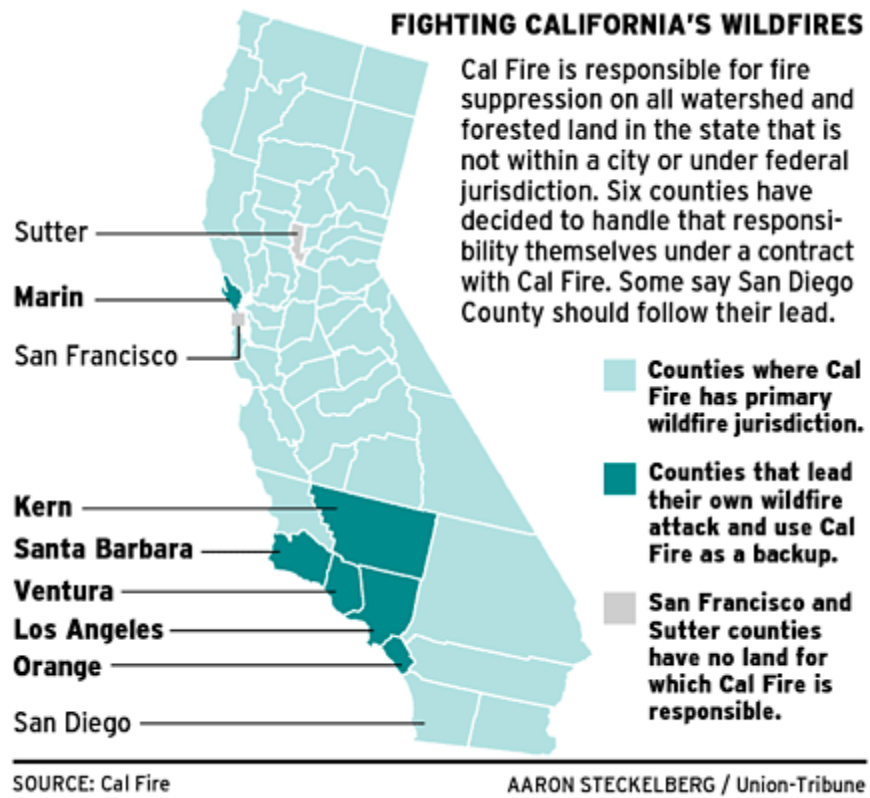 FIGHTING CALIFORNIA'S WILDFIRES
Cal Fire is responsible for fire
suppression on all watershed and
forested land in the state that is
not within a city or under federal
jurisdiction. Six counties have
decided to handle that responsi-
bility themselves under a contract
with Cal Fire. Some say San Diego
County should follow their lead.
Sutter
Marin
San Francisco
Kern
Santa Barbara
Ventura
Los Angeles
Orange
San Diego
Counties where Cal
Fire has primary
wildfire jurisdiction.
Counties that lead
their own wildfire
attack and use Cal
Fire as a backup.
San Francisco and
Sutter counties
have no land for
which Cal Fire is
responsible.
SOURCE: Cal Fire
AARON STECKELBERG / Union-Tribune